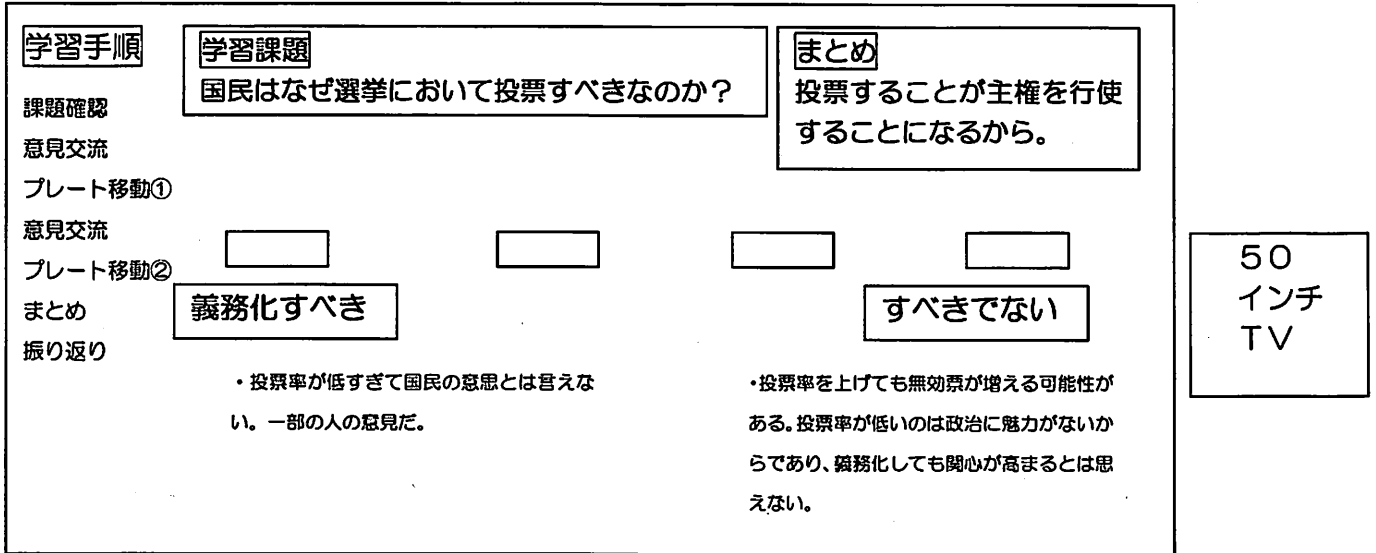 学習手順
課題確認
意見交流
プレート移動①
意見交流
プレート移動②
まとめ
振り返り
学習課題
国民はなぜ選挙において投票すべきなのか？
まとめ
投票することが主権を行使
することになるから。
義務化すべき
すべきでない
・投票率が低すぎて国民の意思とは言えな
い。一部の人の意見だ。
・投票率を上げても無効票が増える可能性が
ある。投票率が低いのは政治に魅力がないか
らであり、義務化しても関心が高まるとは思
えない。
５０
インチ
ＴＶ